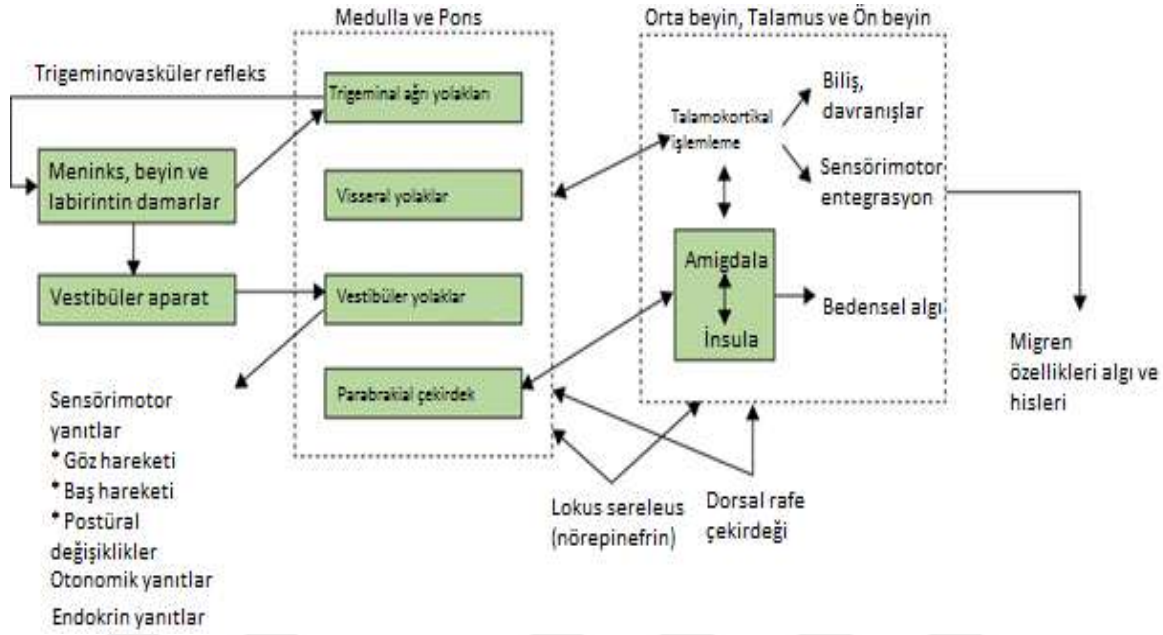 Medulla ve Pons
Orta beyin, Talamus ve Ön beyin
Trigeminovasküler refleks
Trigeminal ağrı yolakları
Meninks, beyin ve
labirintin damarlar
Visseral yolaklar
Vestibüler aparat
Vestibüler yolaklar
Parabrakial çekirdek
Sensörimotor
yanıtlar
* Göz hareketi
* Baş hareketi
* Postüral
değişiklikler
Otonomik yanıtlar
Endokrin yanıtlar
Talamokortikal
işlemleme
Biliş,
davranışlar
Sensörimotor
entegrasyon
Amigdala
İnsula
Bedensel algı
Migren
özellikleri algı ve
hisleri
Lokus sereleus
(nörepinefrin)
Dorsal rafe
çekirdeği